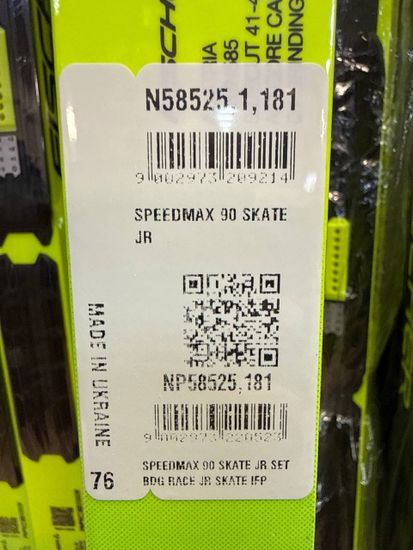 N58525,1,181
9 002973 209214
SPEEDMAX 90 SKATE
JR
NP58525,181
9 002973 220523
SPEEDMAX 90 SKATE JR SET
BDG RACE JR SKATE IFP
MADE IN UKRAINE
76